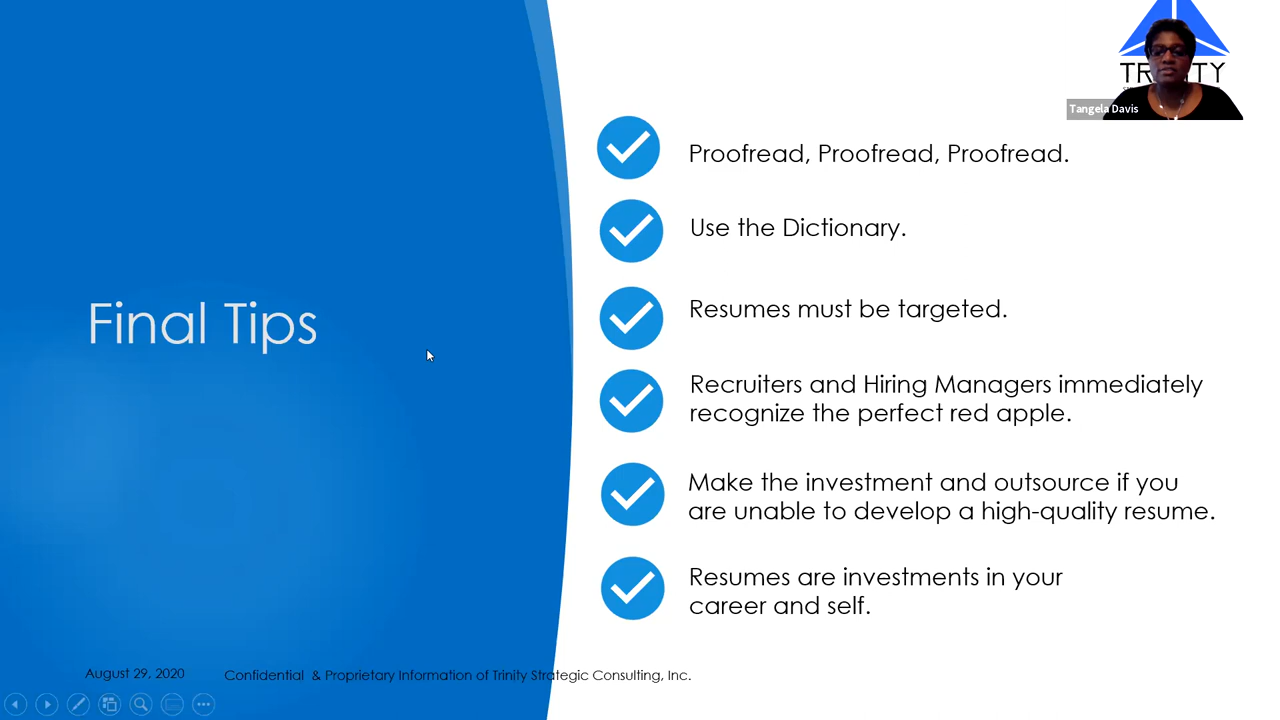 TRINITY
Tangela Davis
Proofread, Proofread, Proofread.
Use the Dictionary.
Resumes must be targeted.
Final Tips
Recruiters and Hiring Managers immediately
recognize the perfect red apple.
Make the investment and outsource if you
are unable to develop a high-quality resume.
Resumes are investments in your
career and self.
August 29, 2020
Confidential & Proprietary Information of Trinity Strategic Consulting, Inc.